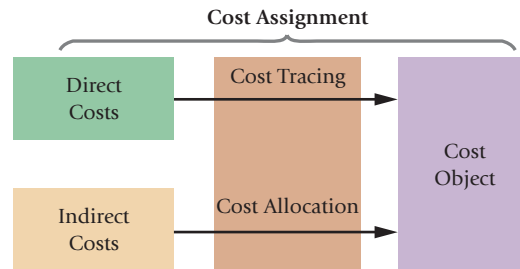 Cost Assignment
Direct
Costs
Cost Tracing
Cost
Object
Indirect
Costs
Cost Allocation